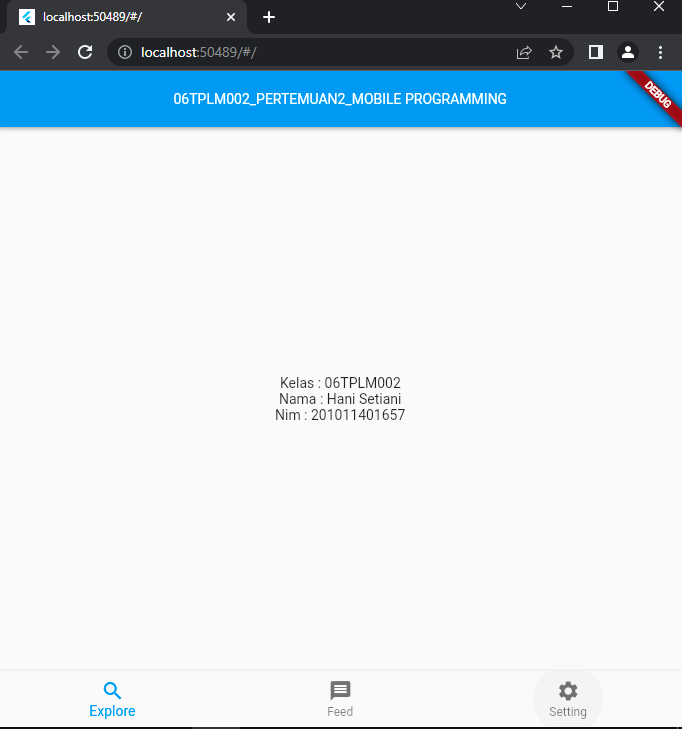 localhost:50489/#/
localhost:50489/#/
06TPLM002_PERTEMUAN2_MOBILE PROGRAMMING
DEBUG
Kelas : 06TPLM002
Nama : Hani Setiani
Nim : 201011401657
Explore
Feed
Setting